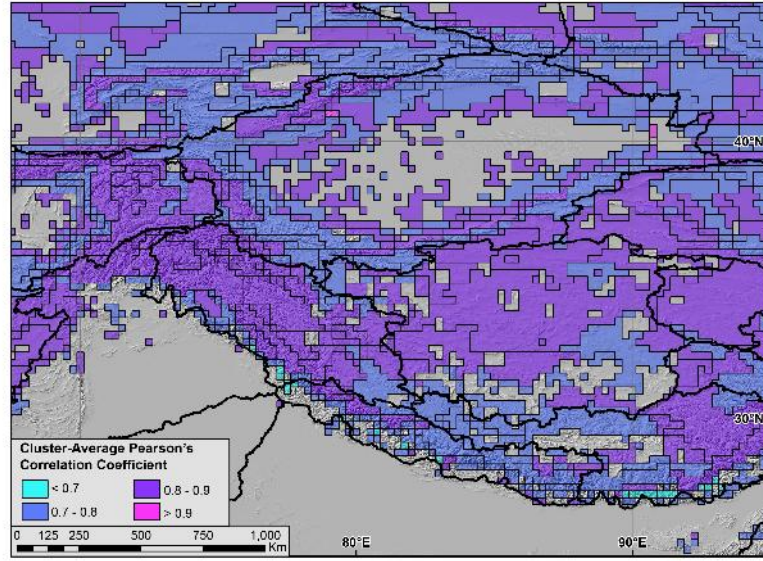 40°N
30°N
Cluster-Average Pearson's
Correlation Coefficient
< 0.7 0.8 - 0.9
0.7 - 0.8 > 0.9
0 125 250 500 750 1,000
Km
80°E 90°E